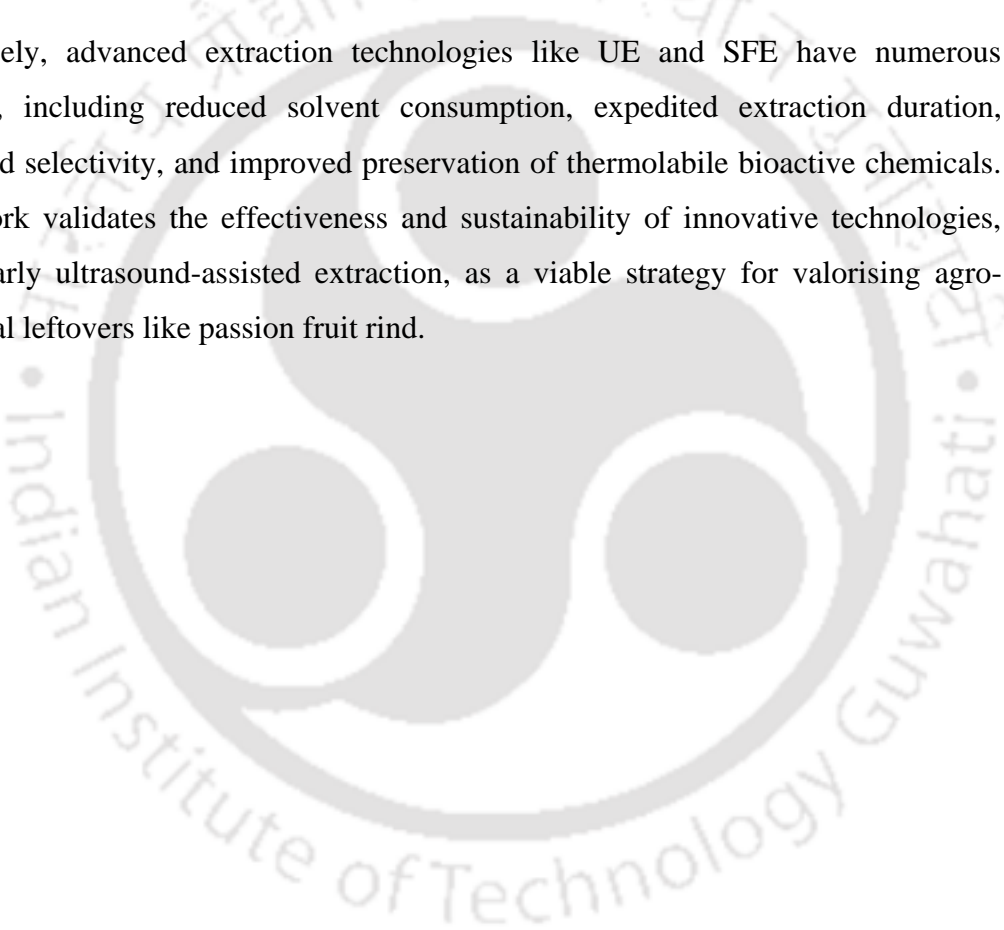 ely, advanced extraction technologies like UE and SFE have numerous
, including reduced solvent consumption, expedited extraction duration,
d selectivity, and improved preservation of thermolabile bioactive chemicals.
ork validates the effectiveness and sustainability of innovative technologies,
arly ultrasound-assisted extraction, as a viable strategy for valorising agro-
al leftovers like passion fruit rind.
Indian Institute of Technology Guwahati